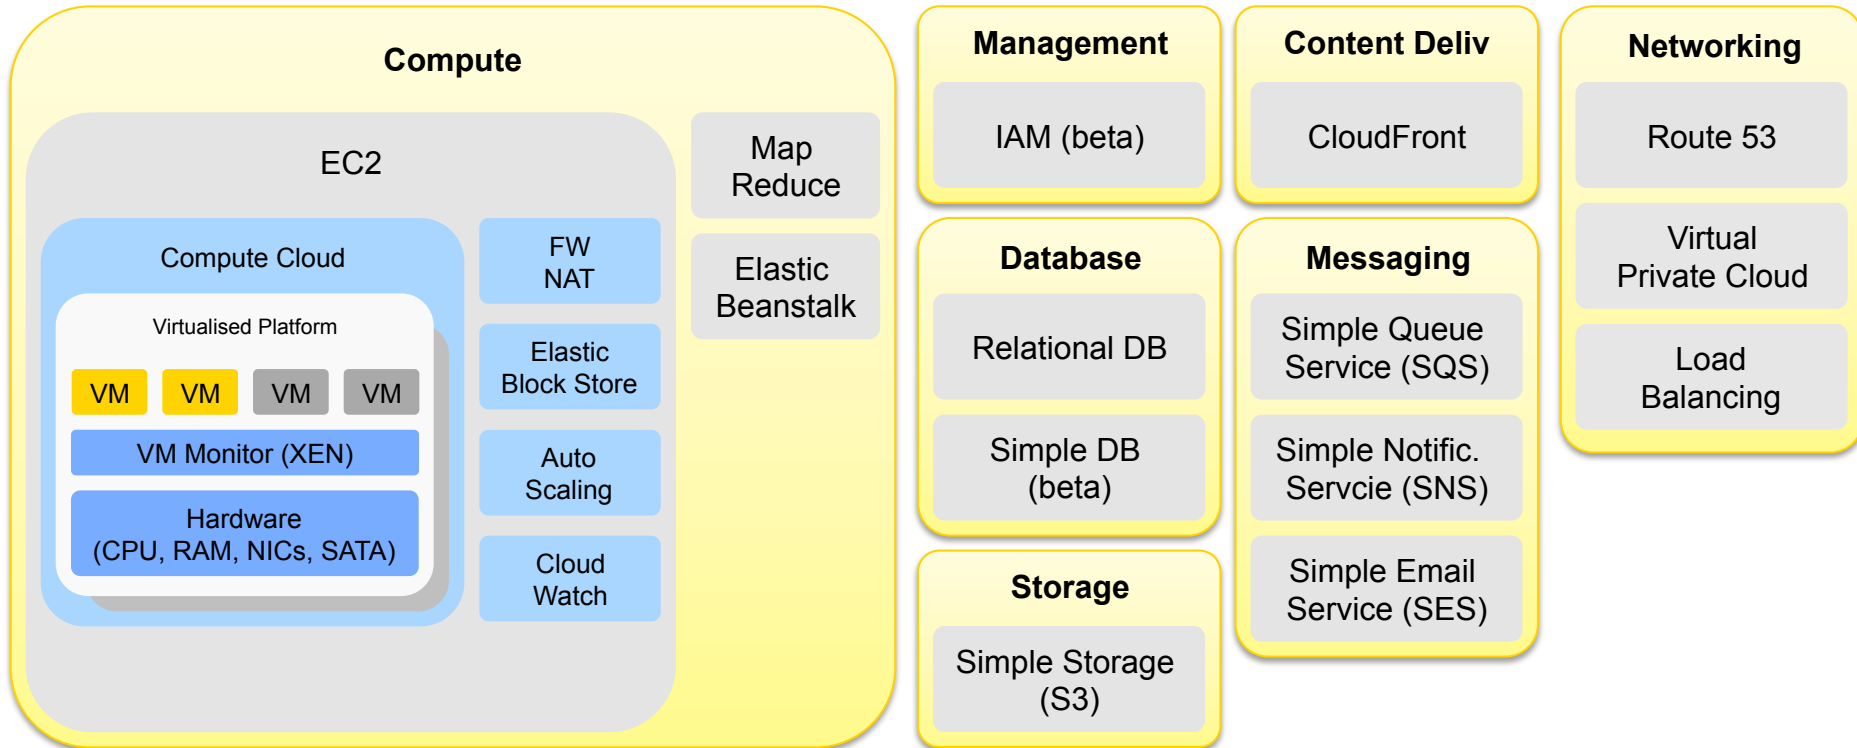 Compute
EC2
Compute Cloud
Virtualised Platform
VM
VM
VM
VM
VM Monitor (XEN)
Hardware
(CPU, RAM, NICs, SATA)
FW
NAT
Elastic
Block Store
Auto
Scaling
Cloud
Watch
Map
Reduce
Elastic
Beanstalk
Management
IAM (beta)
Database
Relational DB
Simple DB
(beta)
Storage
Simple Storage
(S3)
Content Deliv
CloudFront
Messaging
Simple Queue
Service (SQS)
Simple Notific.
Servcie (SNS)
Simple Email
Service (SES)
Networking
Route 53
Virtual
Private Cloud
Load
Balancing